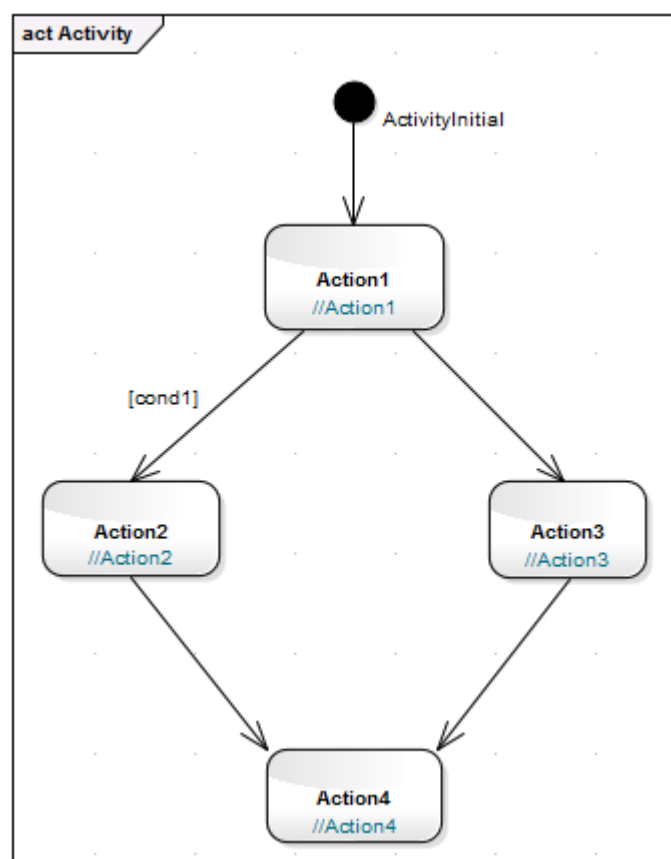 act Activity
ActivityInitial
Action1
//Action1
[cond1]
Action2
//Action2
Action3
//Action3
Action4
//Action4